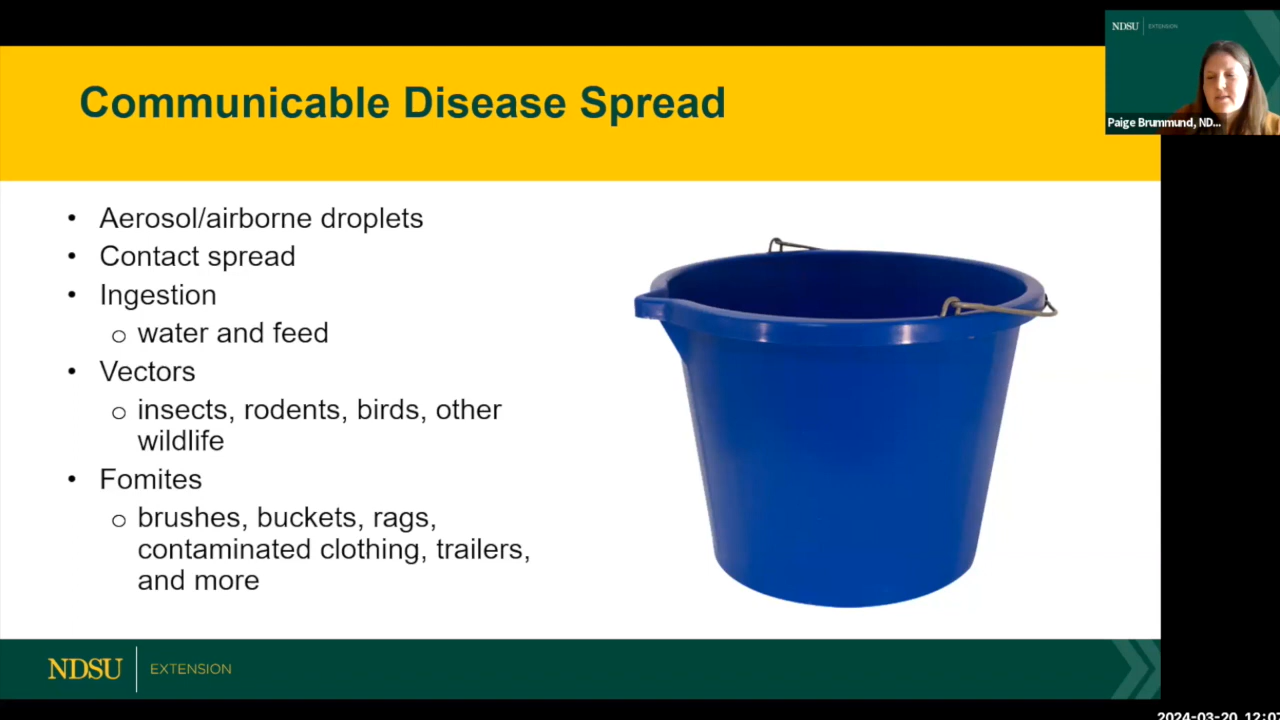 Communicable Disease Spread
NDSU EXTENSION
Paige Brummund, ND...
• Aerosol/airborne droplets
• Contact spread
• Ingestion
o water and feed
• Vectors
o insects, rodents, birds, other
wildlife
• Fomites
o brushes, buckets, rags,
contaminated clothing, trailers,
and more
NDSU EXTENSION
2024-03-20 12:0